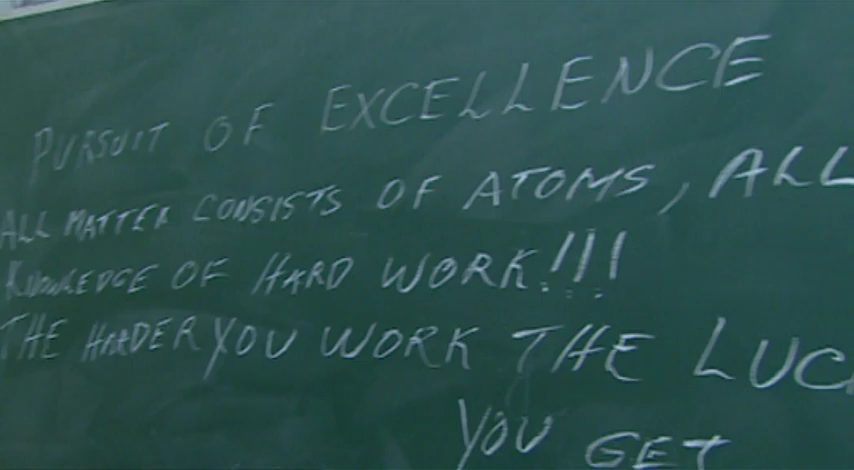 PURSUIT OF EXCELLENCE
ALL MATTER CONSISTS OF ATOMS, ALL
KNOWLEDGE OF HARD WORK!!!
THE HARDER YOU WORK THE LUC
YOU GET